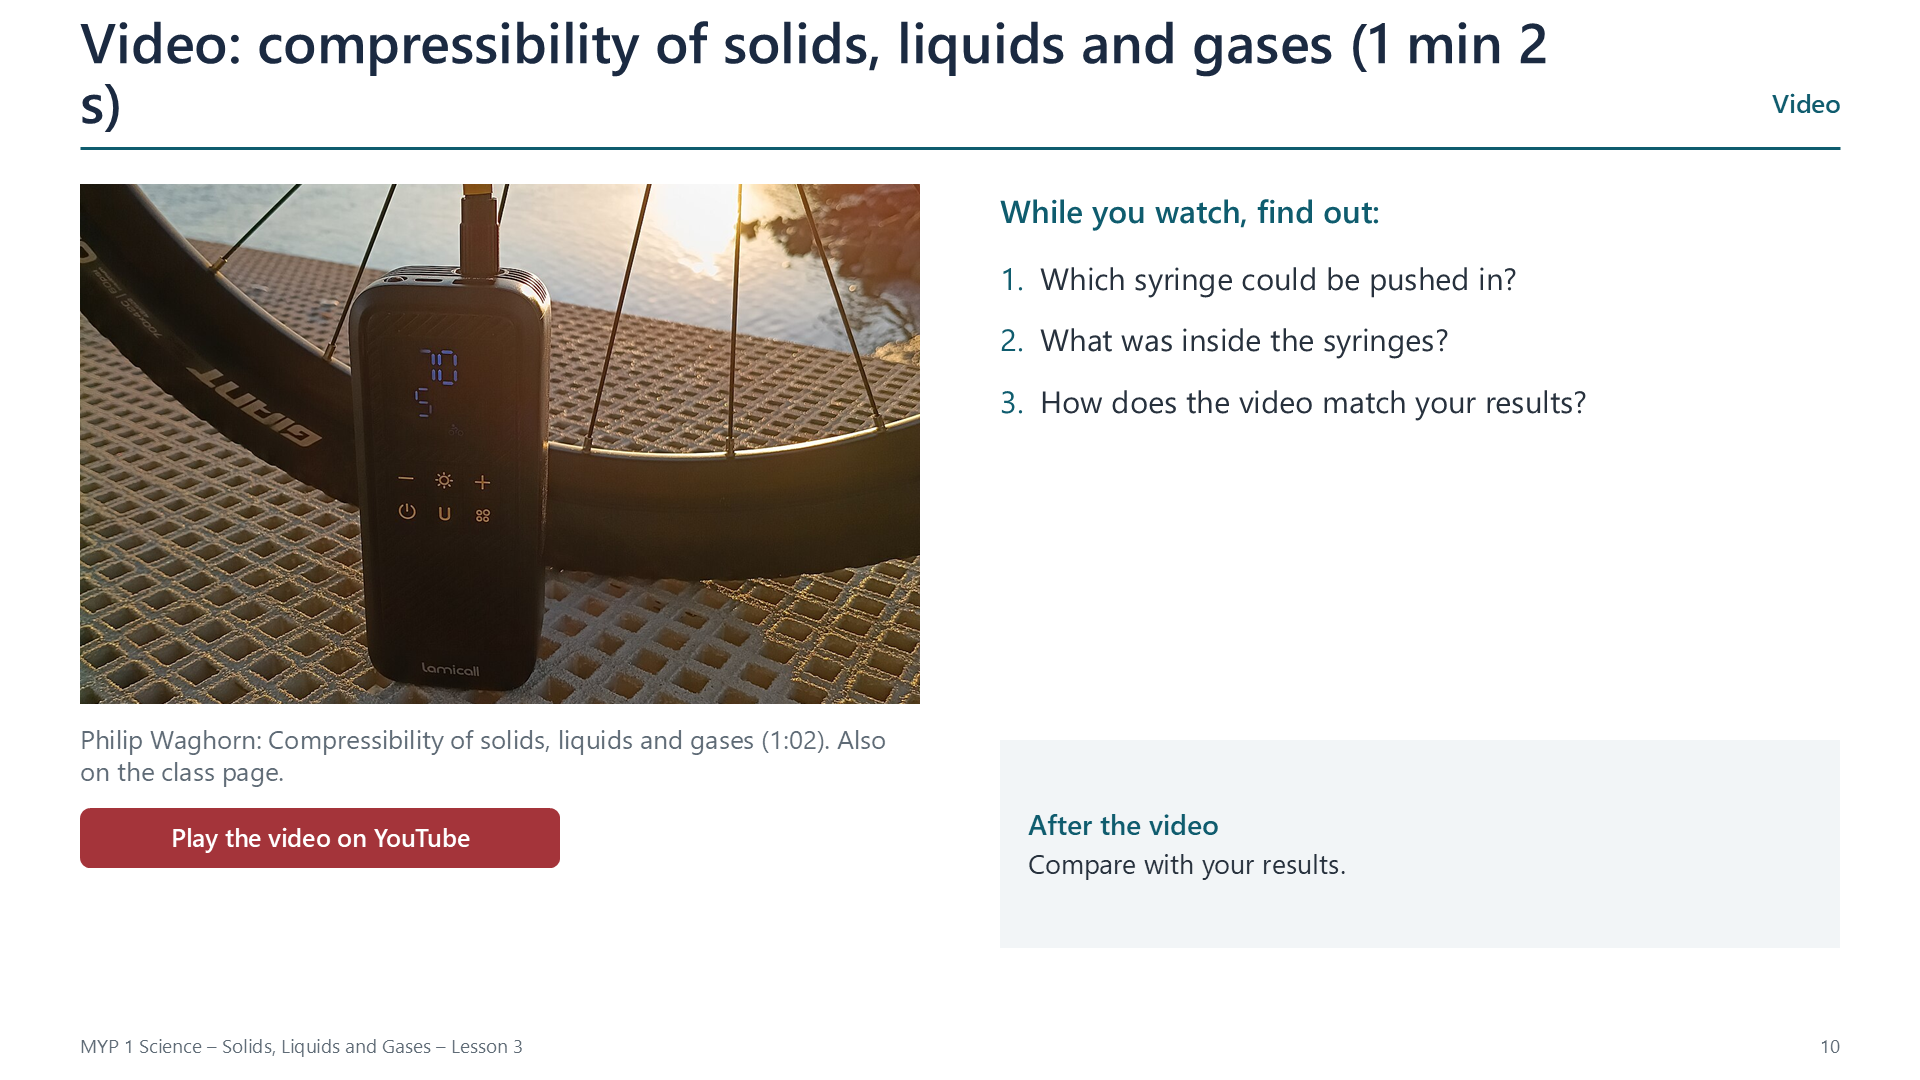 Video: compressibility of solids, liquids and gases (1 min 2
s)
Video
GIANT
70
5
lamicall
Philip Waghorn: Compressibility of solids, liquids and gases (1:02). Also
on the class page.
Play the video on YouTube
While you watch, find out:
1. Which syringe could be pushed in?
2. What was inside the syringes?
3. How does the video match your results?
After the video
Compare with your results.
MYP 1 Science – Solids, Liquids and Gases – Lesson 3
10